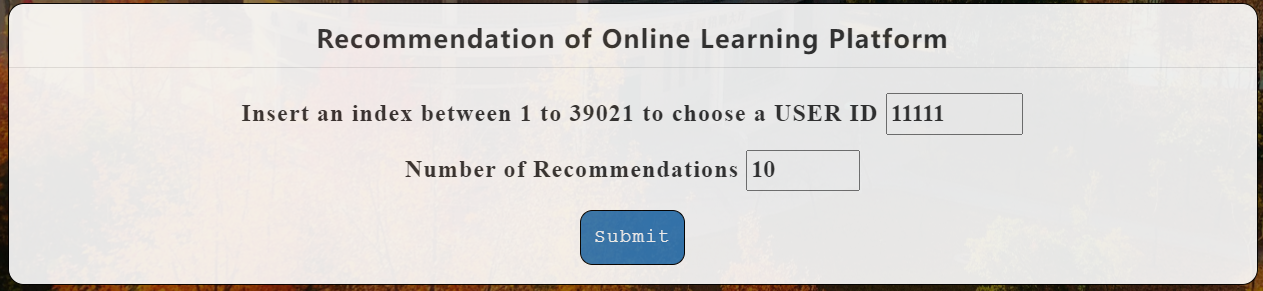 Recommendation of Online Learning Platform
Insert an index between 1 to 39021 to choose a USER ID 11111
Number of Recommendations 10
Submit